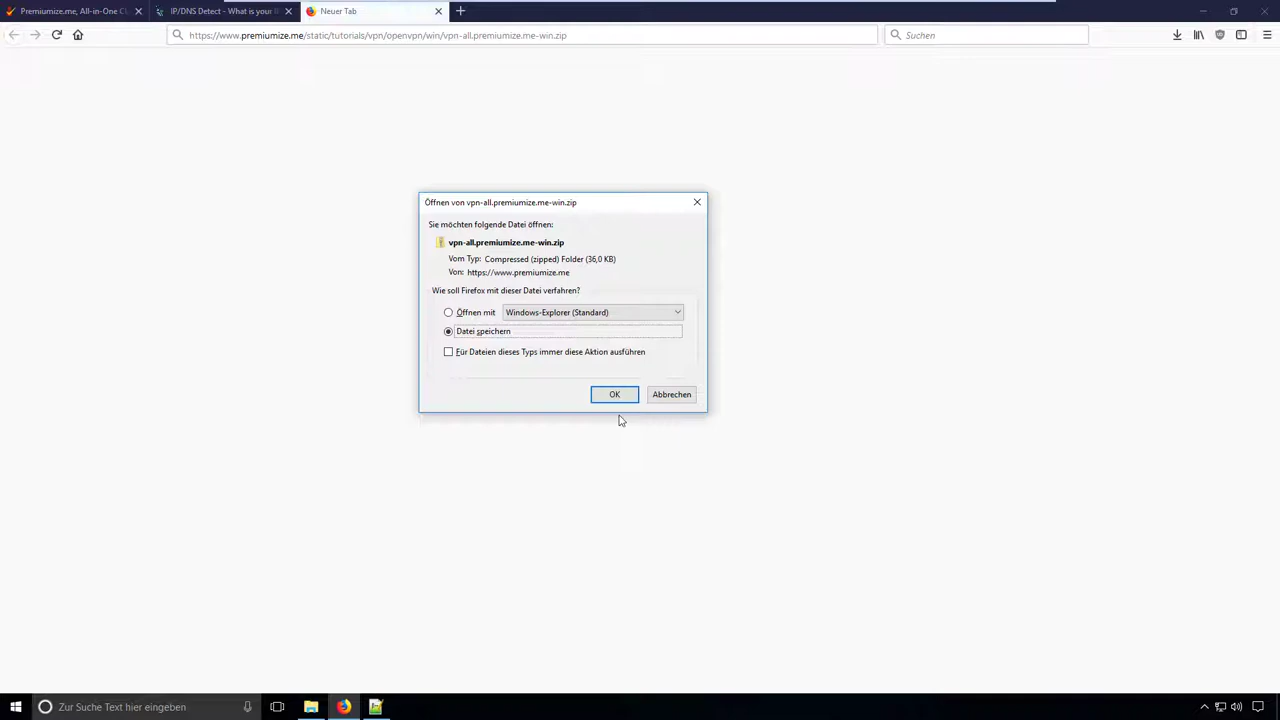 Premiumize.me, All-in-One Cl
IP/DNS Detect - What is your
Neuer Tab
https://www.premiumize.me/static/tutorials/vpn/openvpn/win/vpn-all.premiumize.me-win.zip
Suchen
Öffnen von vpn-all.premiumize.me-win.zip
Sie möchten folgende Datei öffnen:
vpn-all.premiumize.me-win.zip
Vom Typ: Compressed (zipped) Folder (36,0 KB)
Von: https://www.premiumize.me
Wie soll Firefox mit dieser Datei verfahren?
Öffnen mit
Windows-Explorer (Standard)
Datei speichern
Für Dateien dieses Typs immer diese Aktion ausführen
OK
Abbrechen
Zur Suche Text hier eingeben